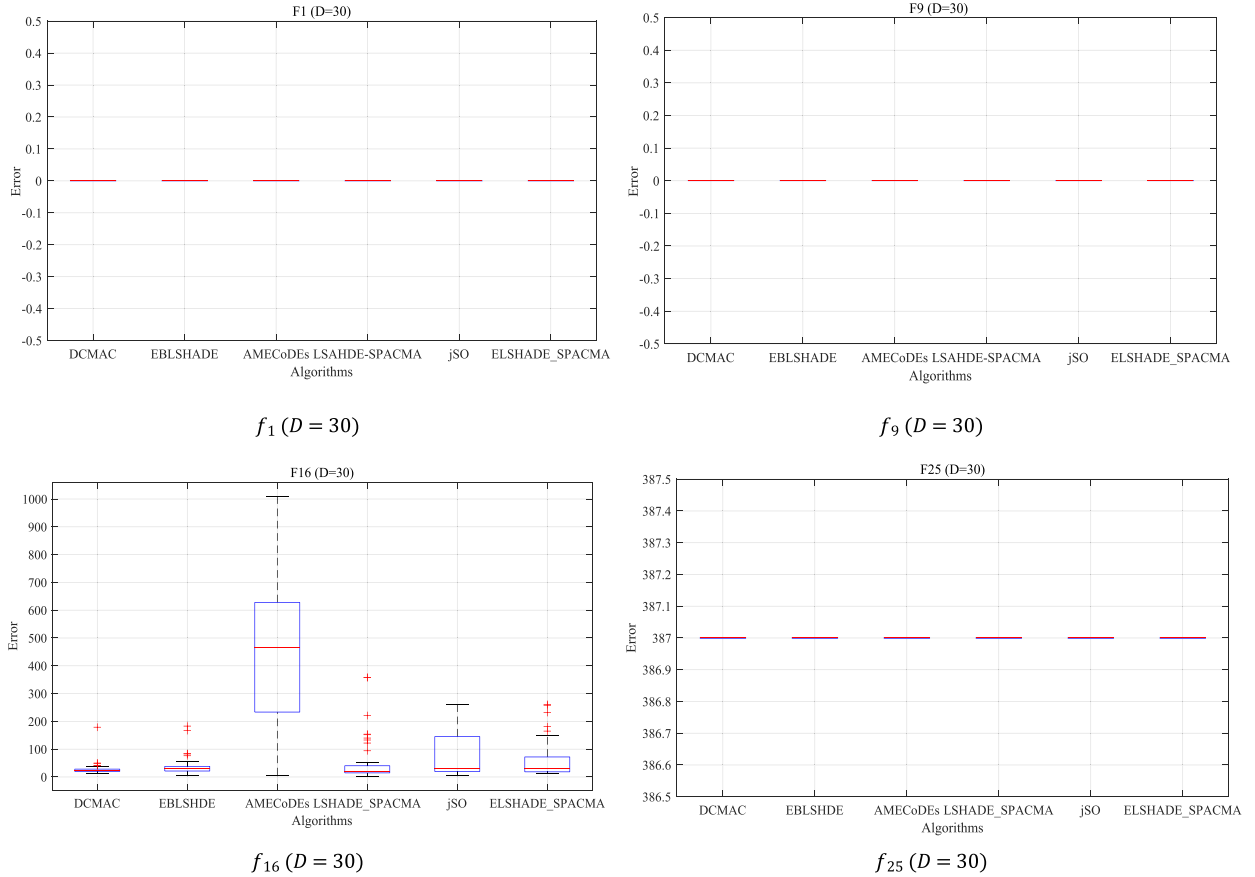 F1 (D=30)
0.5
0.4
0.3
0.2
0.1
0
-0.1
-0.2
-0.3
-0.4
-0.5
Error
DCMAC EBLSHADE AMECoDEs LSAHDE-SPACMA jSO ELSHADE_SPACMA
Algorithms
f1 (D = 30)
F9 (D=30)
0.5
0.4
0.3
0.2
0.1
0
-0.1
-0.2
-0.3
-0.4
-0.5
Error
DCMAC EBLSHADE AMECoDEs LSAHDE-SPACMA jSO ELSHADE_SPACMA
Algorithms
f9 (D = 30)
F16 (D=30)
1000
900
800
700
600
500
400
300
200
100
0
Error
DCMAC EBLSHDE AMECoDEs LSHADE_SPACMA jSO ELSHADE_SPACMA
Algorithms
f16 (D = 30)
F25 (D=30)
387.5
387.4
387.3
387.2
387.1
387
386.9
386.8
386.7
386.6
386.5
Error
DCMAC EBLSHADE AMECoDEs LSHADE_SPACMA jSO ELSHADE_SPACMA
Algorithms
f25 (D = 30)